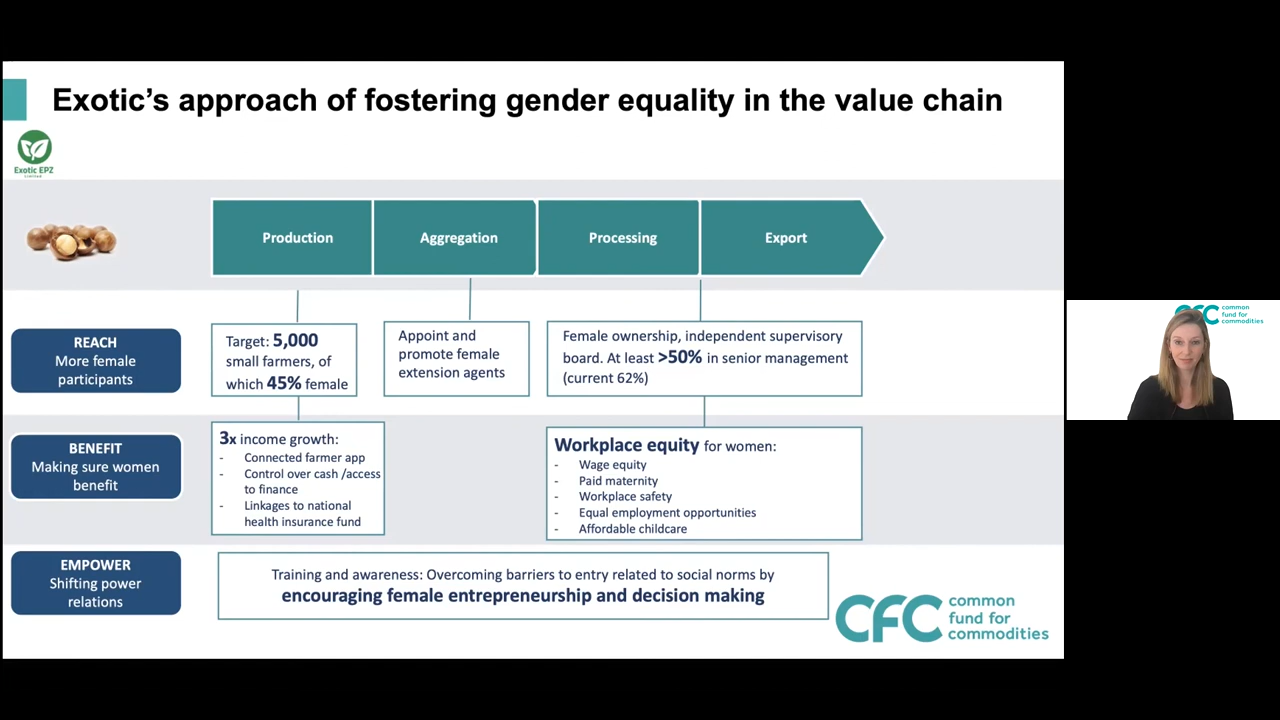 Exotic's approach of fostering gender equality in the value chain
Exotic EPZ
Limited
Production
Aggregation
Processing
Export
REACH
More female
participants
Target: 5,000
small farmers, of
which 45% female
Appoint and
promote female
extension agents
Female ownership, independent supervisory
board. At least >50% in senior management
(current 62%)
BENEFIT
Making sure women
benefit
3x income growth:
- Connected farmer app
- Control over cash /access
to finance
- Linkages to national
health insurance fund
Workplace equity for women:
- Wage equity
- Paid maternity
- Workplace safety
- Equal employment opportunities
- Affordable childcare
EMPOWER
Shifting power
relations
Training and awareness: Overcoming barriers to entry related to social norms by
encouraging female entrepreneurship and decision making
CFC
common
fund for
commodities
CFC
common
fund for
commodities